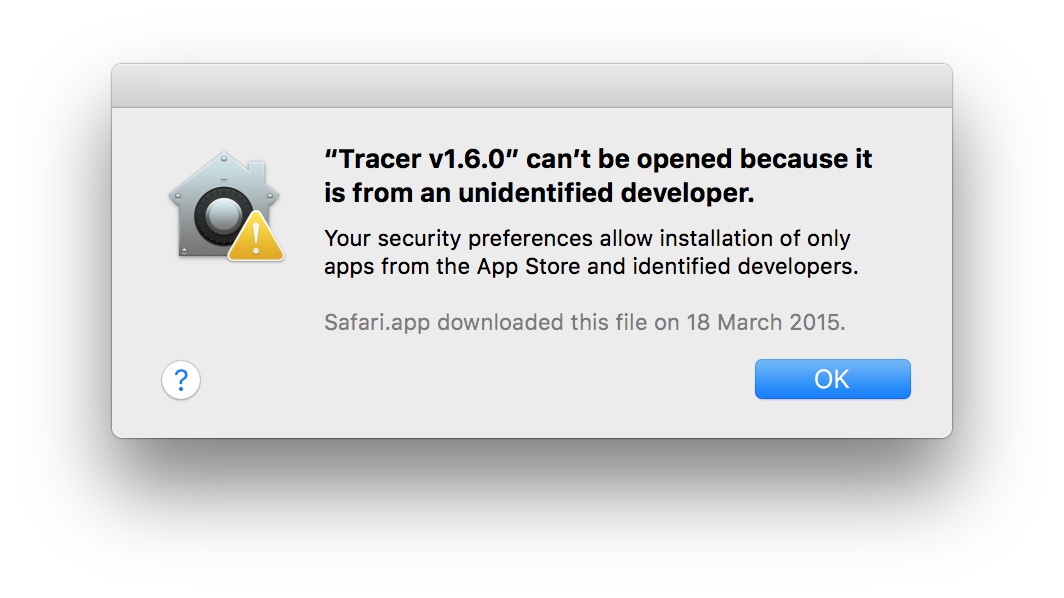 “Tracer v1.6.0” can’t be opened because it
is from an unidentified developer.
Your security preferences allow installation of only
apps from the App Store and identified developers.
Safari.app downloaded this file on 18 March 2015.
?
OK